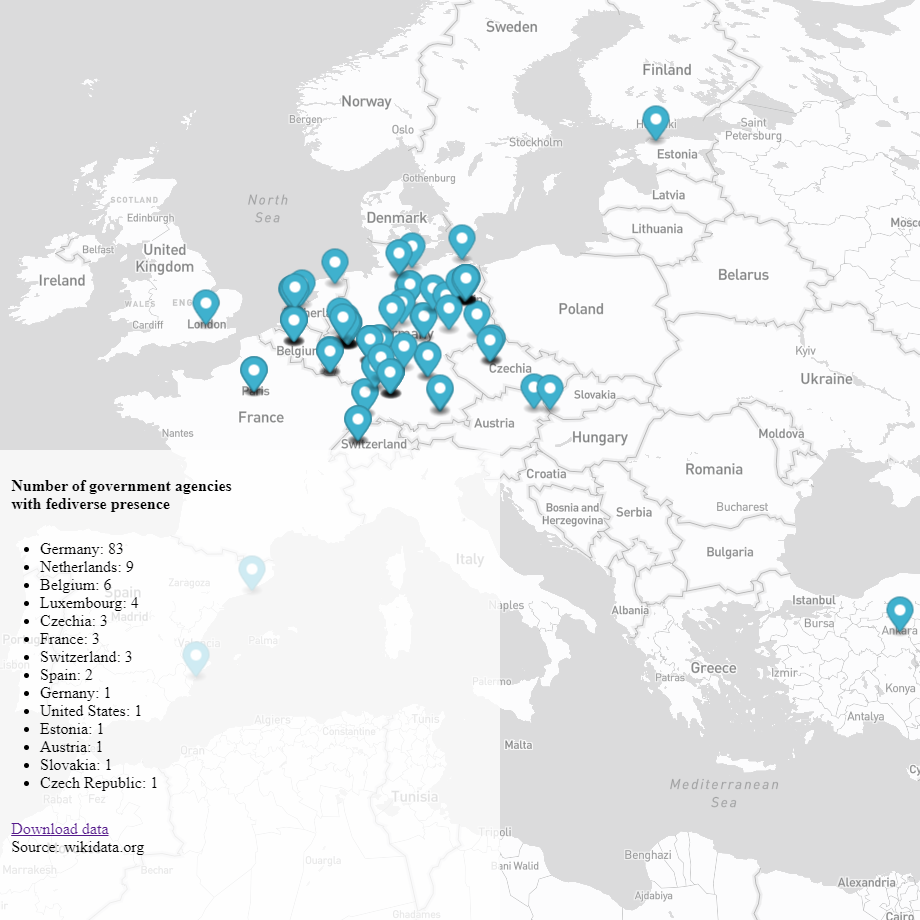 Sweden
Finland
Norway
Bergen
Oslo
Saint
Petersburg
Stockholm
Estonia
Gothenburg
Latvia
SCOTLAND
North
Sea
Edinburgh
Denmark
Lithuania
Mosc
Belfast
United
Kingdom
Ireland
Belarus
WALES
ENG
Cardiff
London
Poland
Belgium
Kyiv
Czechia
Ukraine
Paris
Slovakia
France
Austria
Nantes
Switzerland
Hungary
Moldova
Romania
Croatia
Bosnia and
Herzegovina
Serbia
Bucharest
Bulgaria
Italy
Number of government agencies
with fediverse presence
Germany: 83
Netherlands: 9
Belgium: 6
Luxembourg: 4
Czechia: 3
France: 3
Switzerland: 3
Spain: 2
Gernany: 1
United States: 1
Estonia: 1
Austria: 1
Slovakia: 1
Czech Republic: 1
Download data
Source: wikidata.org
Zaragoza
Spain
Madrid
Valencia
Palma
Lisbon
Naples
Albania
Istanbul
Bursa
Ankara
Greece
Izmir
Patras
Palermo
Konya
Antalya
Algiers
Tunis
Constantine
Oran
Malta
Mediterranean
Sea
Cy
Rabat
Fez
Tunisia
Tripoli
Bani Walid
Benghazi
Ouargla
Marrakesh
Bechar
Ajdabiya
Alexandria
Cairo
Ghadames